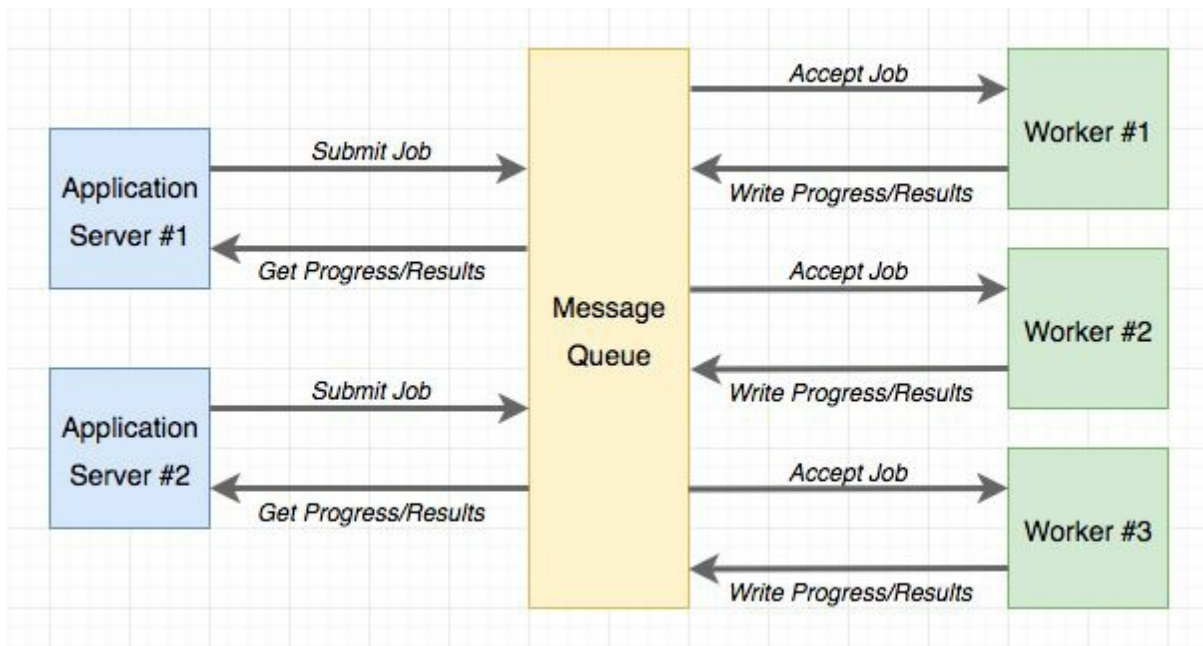 Application
Server #1
Submit Job
Get Progress/Results
Application
Server #2
Submit Job
Get Progress/Results
Message
Queue
Accept Job
Write Progress/Results
Worker #1
Accept Job
Write Progress/Results
Worker #2
Accept Job
Write Progress/Results
Worker #3